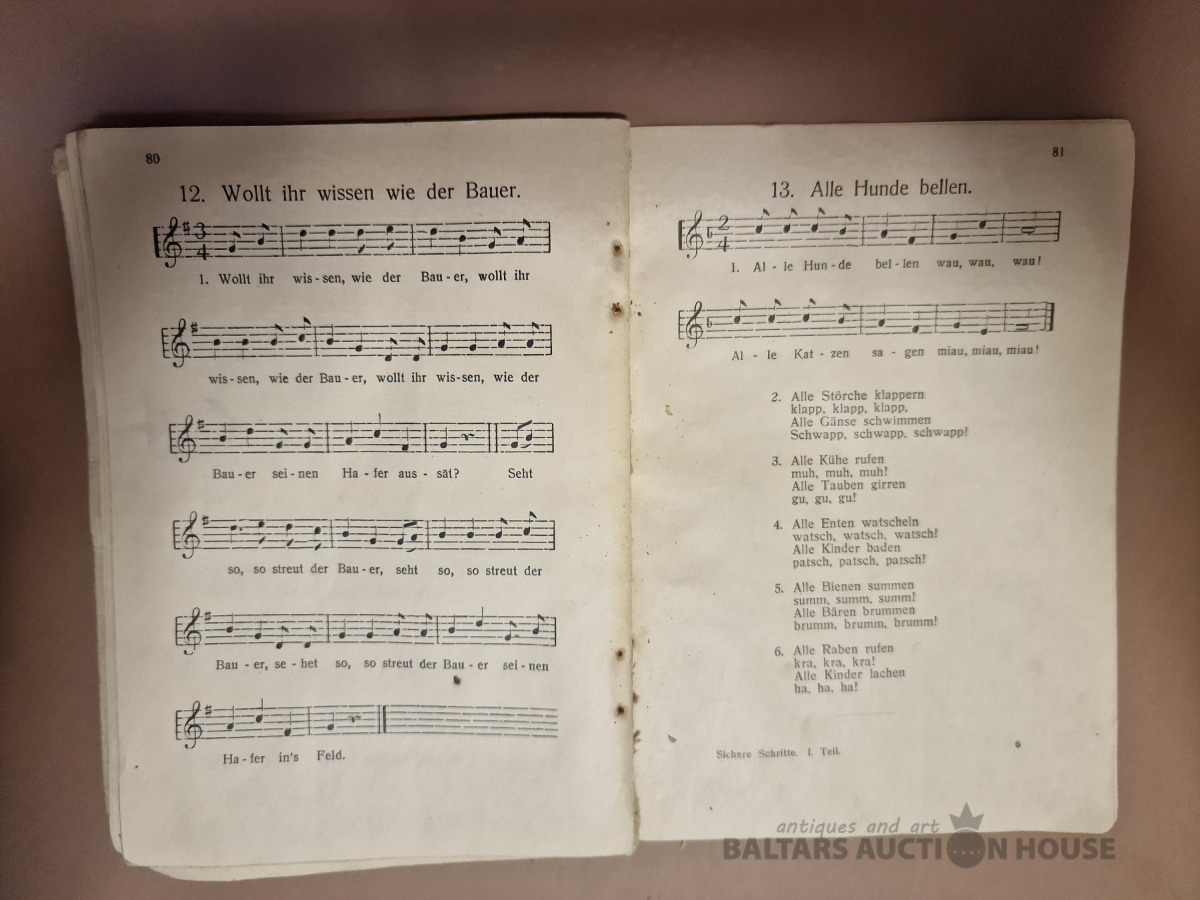 80
12. Wollt ihr wissen wie der Bauer.
3
4
1. Wollt ihr wis-sen, wie der Bau-er, wollt ihr
wis-sen, wie der Bau-er, wollt ihr wis-sen, wie der
Bau-er sei-nen Ha-fer aus-sät? Seht
so, so streut der Bau-er, seht so, so streut der
Bau-er, se-het so, so streut der Bau-er sei-nen
Ha-fer in's Feld.
81
13. Alle Hunde bellen.
2
4
1. Al-le Hun-de bel-len wau, wau, wau!
Al-le Kat-zen sa-gen miau, miau, miau!
2. Alle Störche klappern
klapp, klapp, klapp,
Alle Gänse schwimmen
Schwapp, schwapp, schwapp!
3. Alle Kühe rufen
muh, muh, muh!
Alle Tauben girren
gu, gu, gu!
4. Alle Enten watscheln
watsch, watsch, watsch!
Alle Kinder baden
patsch, patsch, patsch!
5. Alle Bienen summen
summ, summ, summ!
Alle Bären brummen
brumm, brumm, brumm!
6. Alle Raben rufen
kra, kra, kra!
Alle Kinder lachen
ha, ha, ha!
Sichere Schritte. I. Teil.
6
antiques and art
BALTARS AUCTION HOUSE